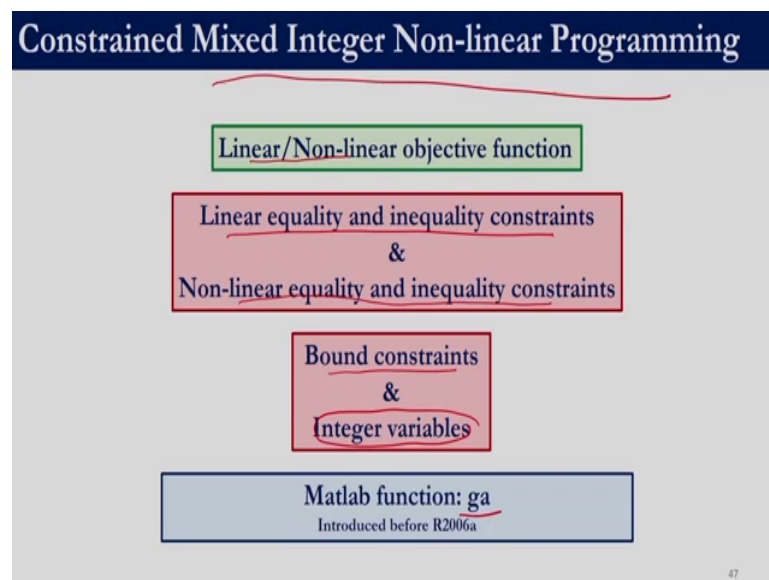 Constrained Mixed Integer Non-linear Programming
Linear/Non-linear objective function
Linear equality and inequality constraints
&
Non-linear equality and inequality constraints
Bound constraints
&
Integer variables
Matlab function: ga
Introduced before R2006a
47